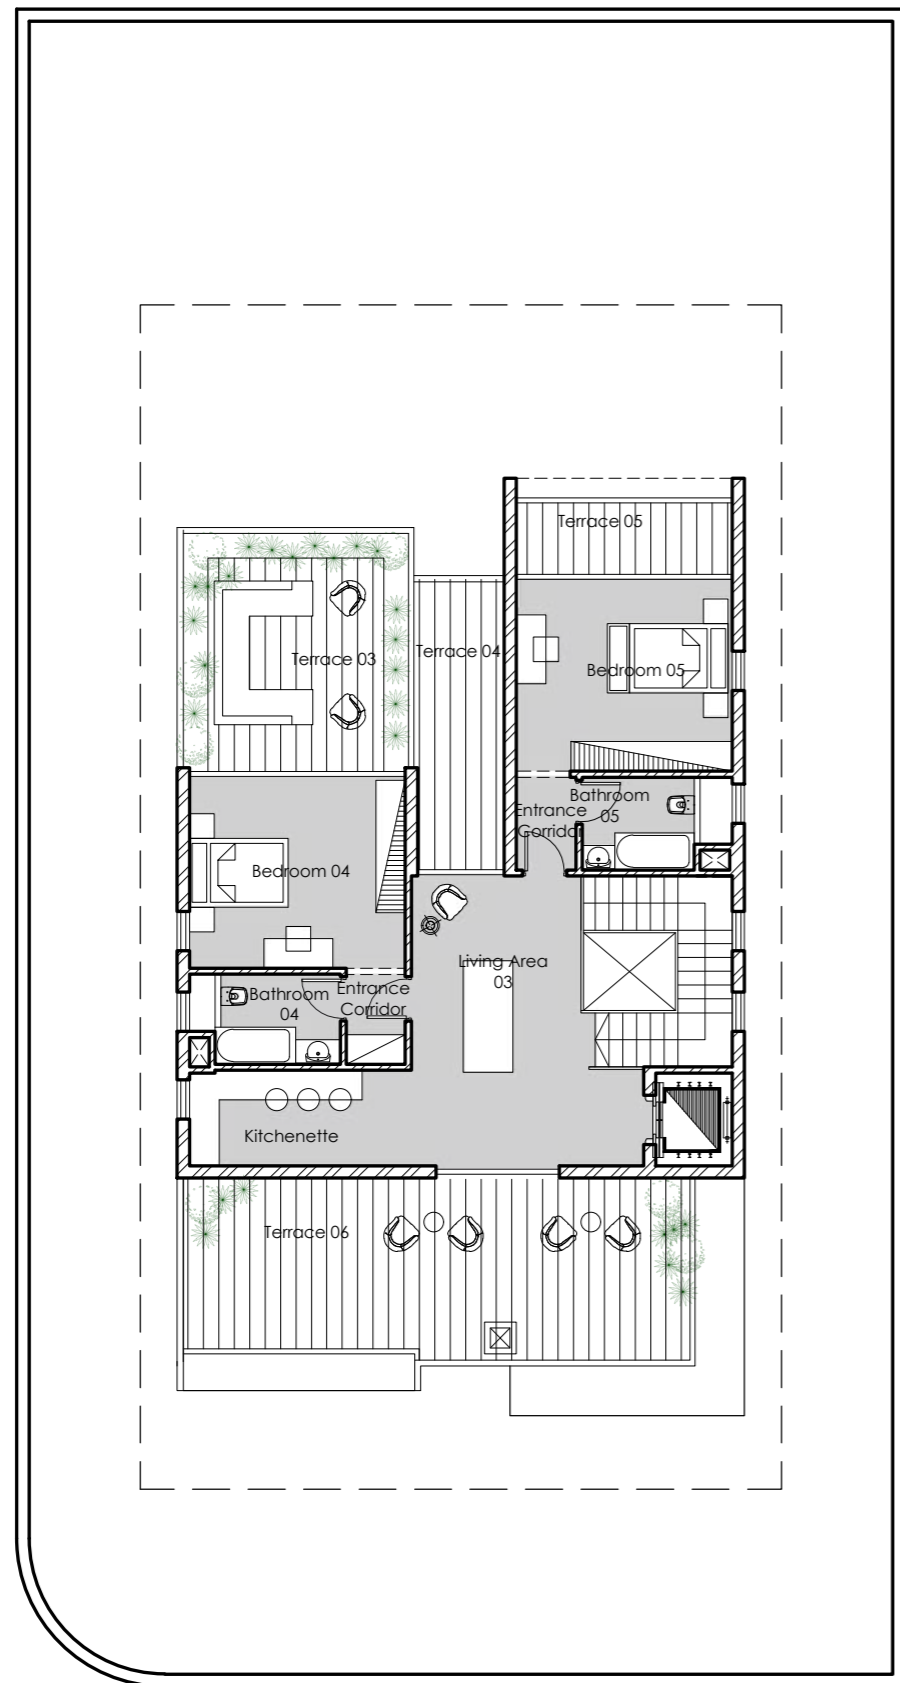 Terrace 05
Terrace 03
Terrace 04
Bedroom 05
Bathroom
05
Entrance
Corridor
Bedroom 04
Living Area
03
Bathroom
04
Entrance
Corridor
Kitchenette
Terrace 06